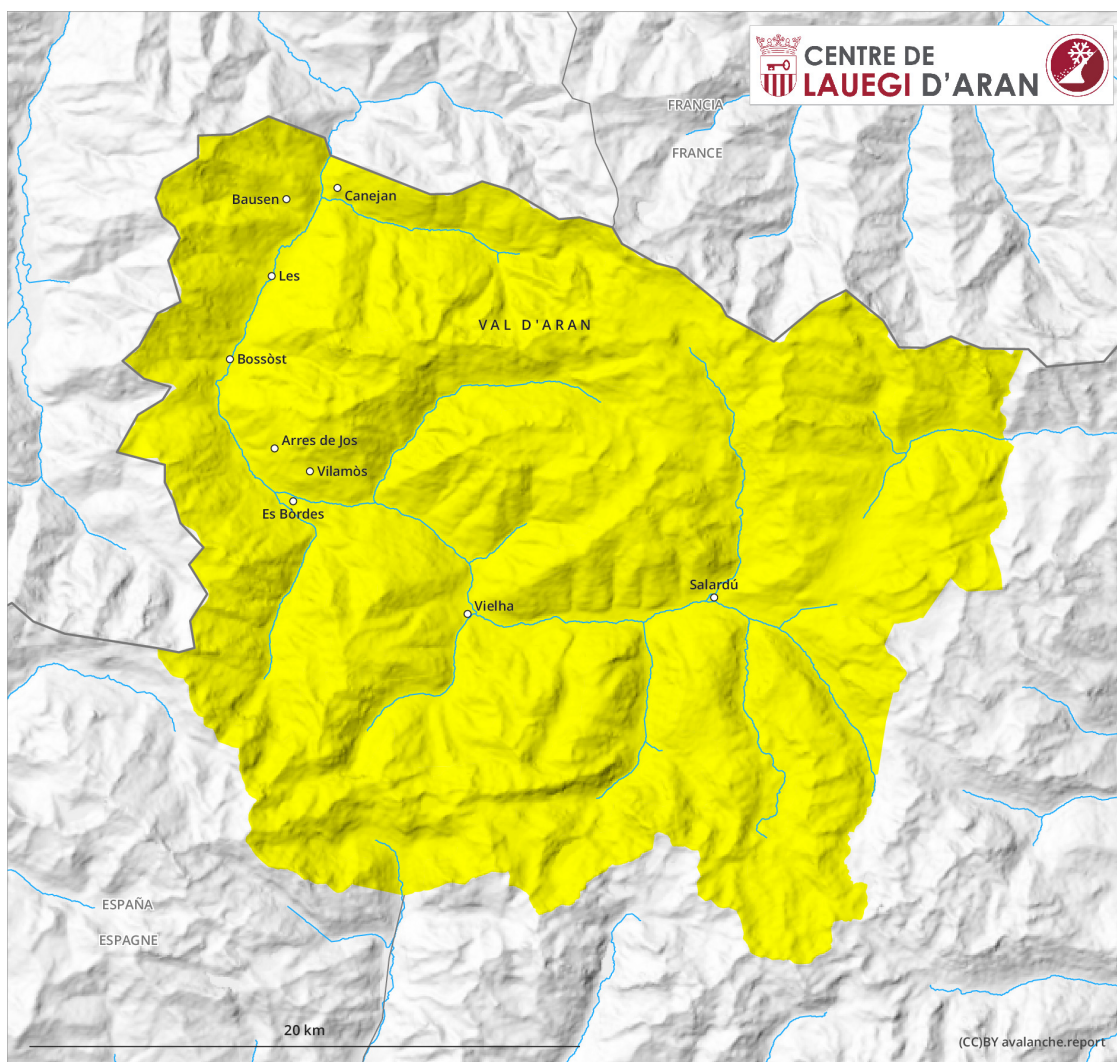 CENTRE DE
LAUEGI D'ARAN
FRANCIA
FRANCE
Bausen
Canejan
Les
VAL D'ARAN
Bossòst
Arres de Jos
Vilamòs
Es Bòrdes
Salardú
Vielha
ESPAÑA
ESPAGNE
20 km
(CC)BY avalanche.report